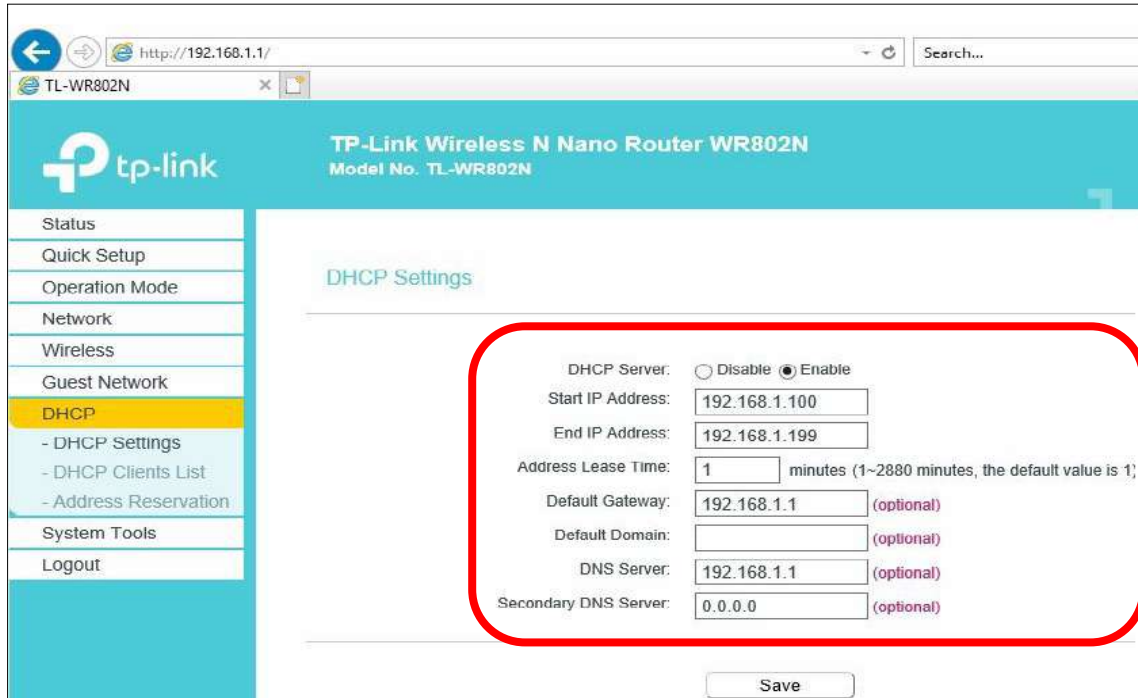 http://192.168.1.1/
Search...
TL-WR802N
tp-link
TP-Link Wireless N Nano Router WR802N
Model No. TL-WR802N
Status
Quick Setup
Operation Mode
Network
Wireless
Guest Network
DHCP
- DHCP Settings
- DHCP Clients List
- Address Reservation
System Tools
Logout
DHCP Settings
DHCP Server: Disable Enable
Start IP Address: 192.168.1.100
End IP Address: 192.168.1.199
Address Lease Time: 1 minutes (1~2880 minutes, the default value is 1)
Default Gateway: 192.168.1.1 (optional)
Default Domain: (optional)
DNS Server: 192.168.1.1 (optional)
Secondary DNS Server: 0.0.0.0 (optional)
Save